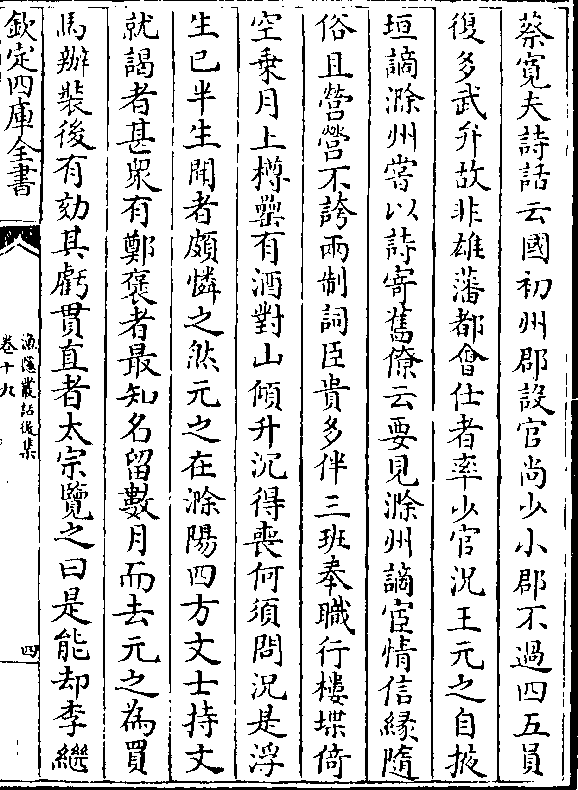 蔡寛夫詩話云國初州郡設官尚少小郡不過四五員
復多武弁故非雄藩都㑹仕者率少官況王元之自掖
垣謫滁州嘗以詩寄舊僚云要見滁州謫宦情信緣隨
俗且營營不誇兩制詞臣貴多伴三班奉職行樓堞倚
空乗月上樽罍有酒對山傾升沉得喪何須問況是浮
生已半生聞者頗憐之然元之在滁陽四方文士持文
就謁者甚衆有鄭褒者最知名留數月而去元之為買
馬辦裝後有劾其虧貫直者太宗覽之曰是能却李繼
欽定四庫全書
漁隱叢話後集
卷十九
四